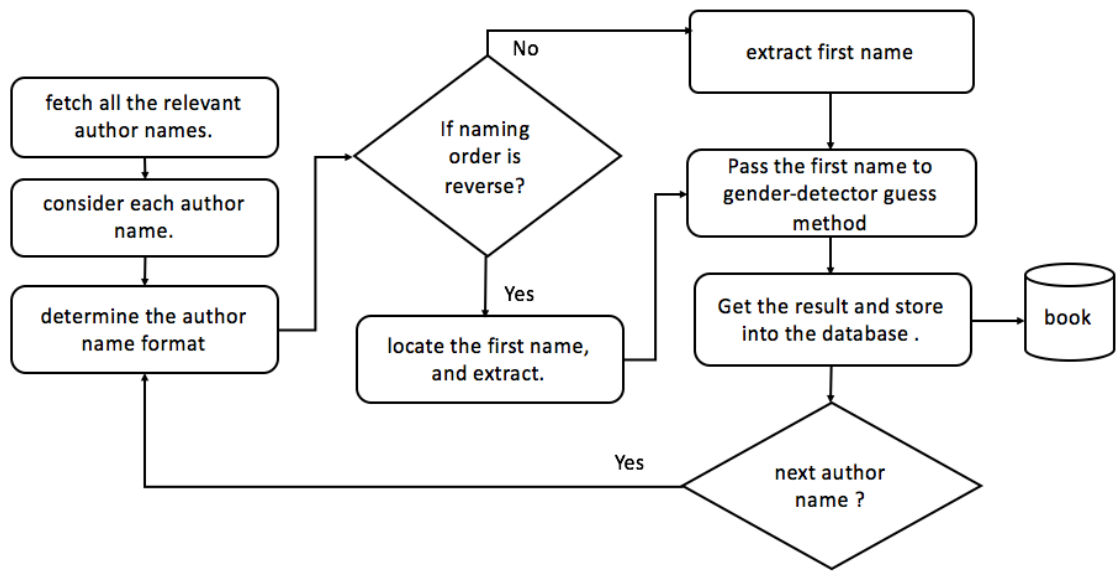 fetch all the relevant
author names.
consider each author
name.
determine the author
name format
If naming
order is
reverse?
No
Yes
extract first name
locate the first name,
and extract.
Pass the first name to
gender-detector guess
method
Get the result and store
into the database .
book
next author
name ?
Yes